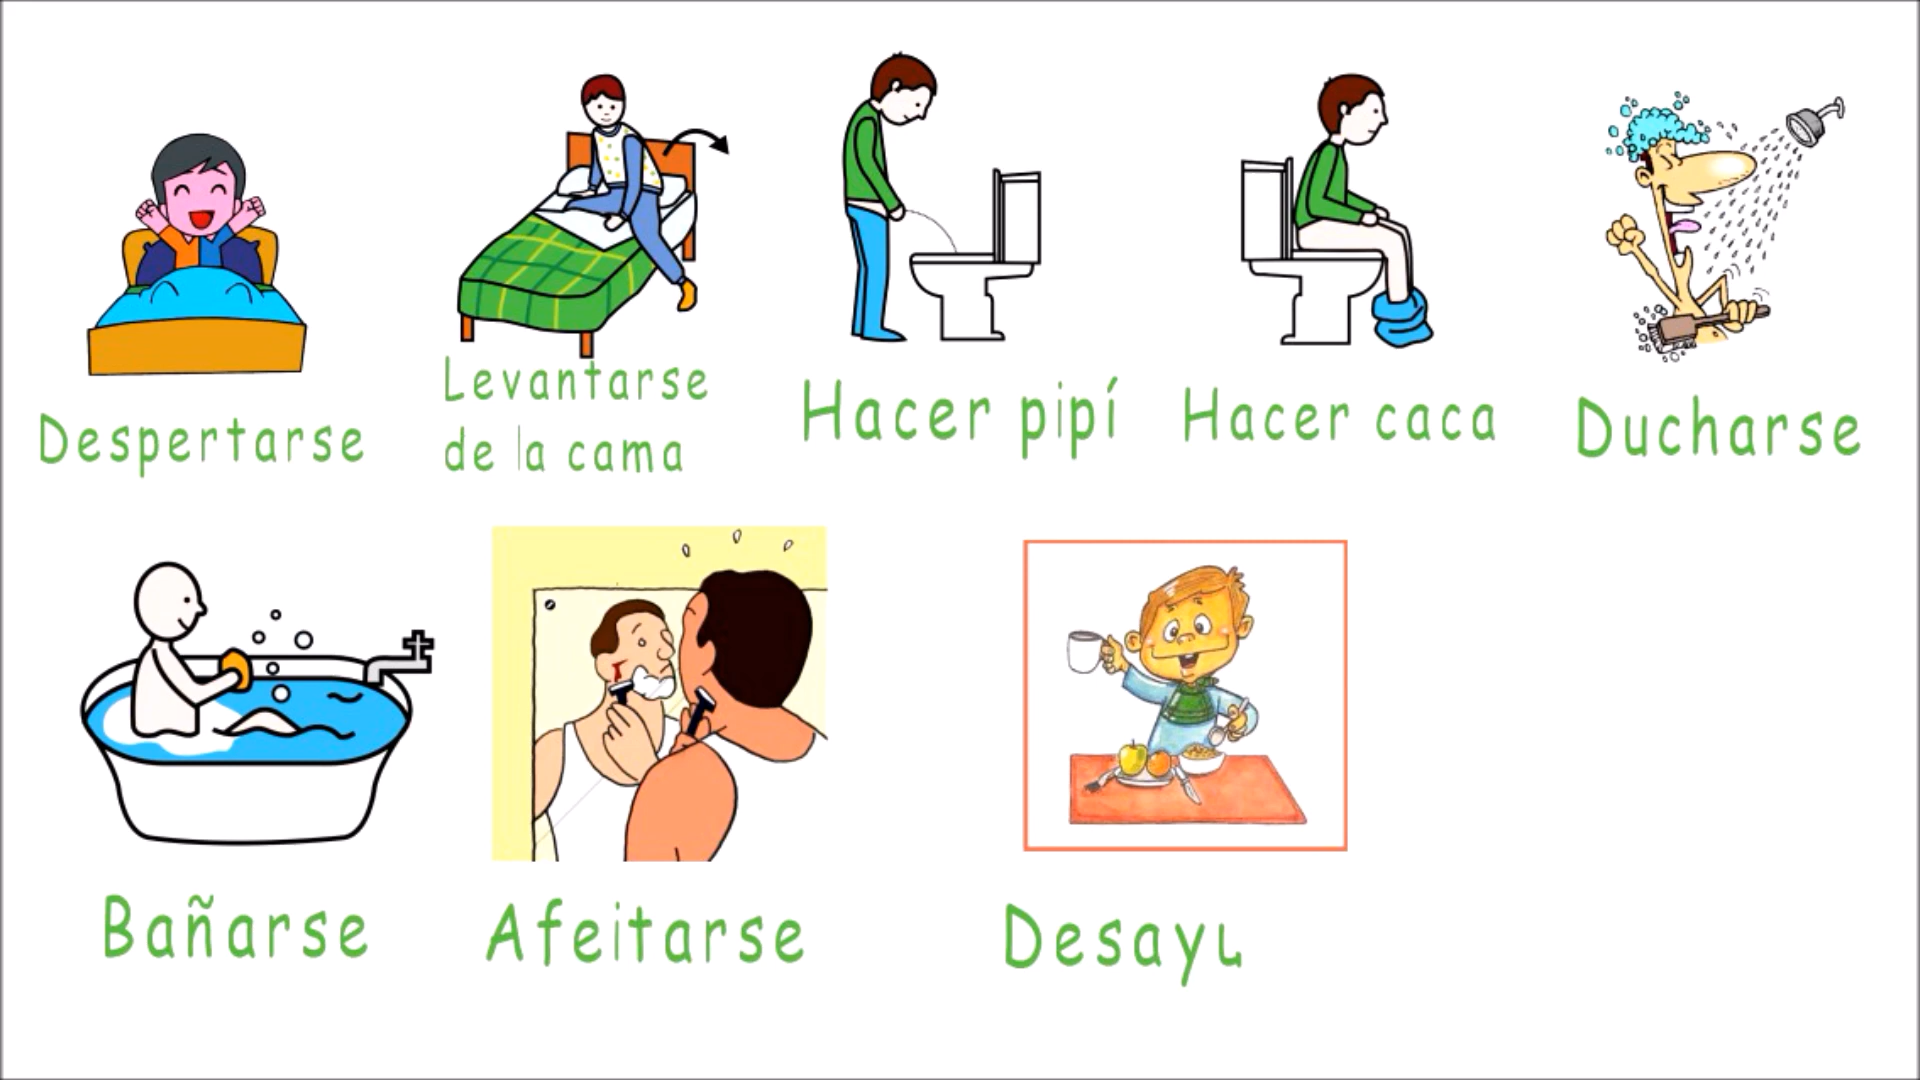 Despertarse
Levantarse
de la cama
Hacer pipí
Hacer caca
Ducharse
Bañarse
Afeitarse
Desayu